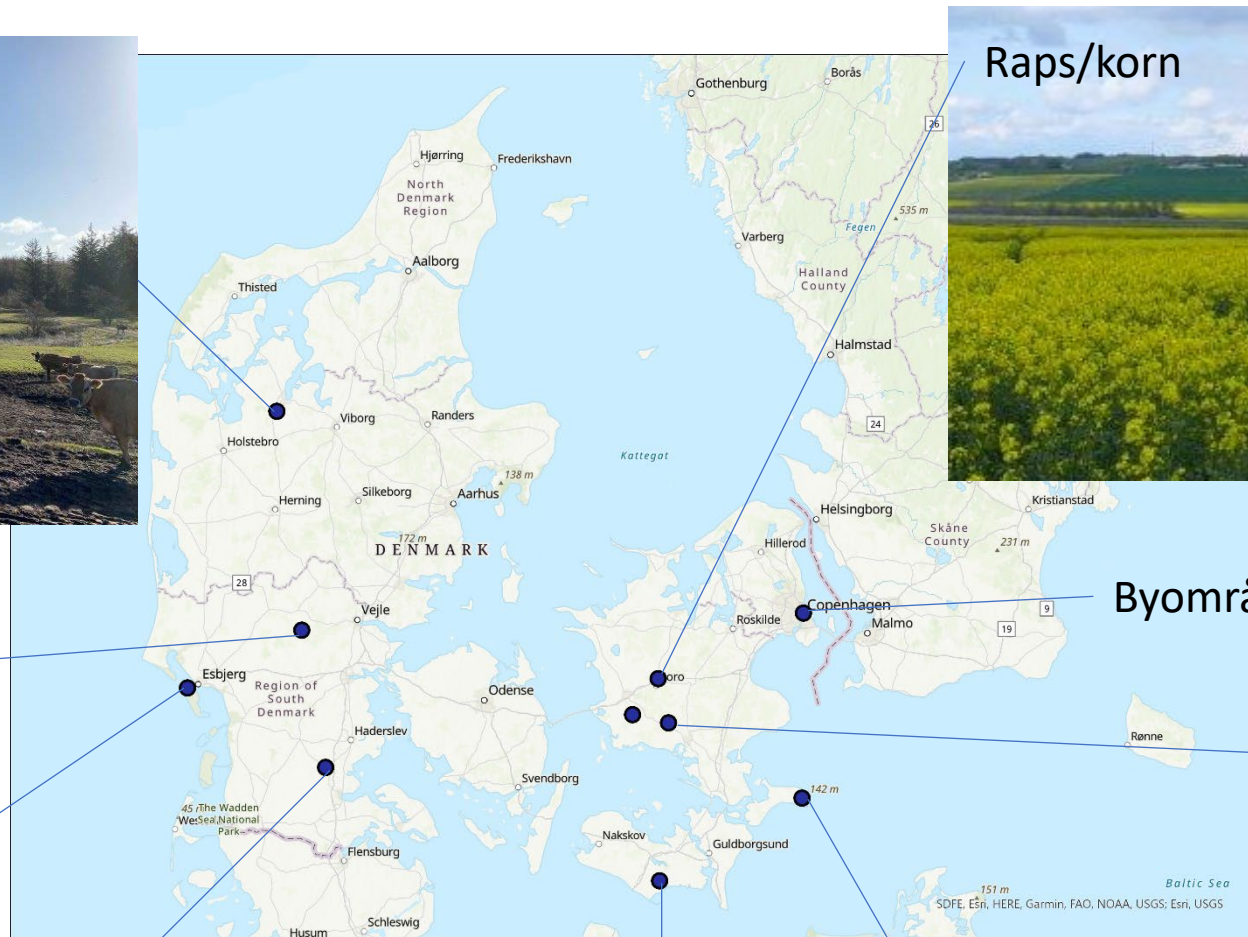 Raps/korn
Gothenburg
Borås
26
Hjørring
Frederikshavn
North
Denmark
Region
535 m
Fegen
Varberg
Aalborg
Halland
County
Thisted
Halmstad
Viborg
Randers
24
Holstebro
Kattegat
138 m
Silkeborg
Aarhus
Herning
Kristianstad
Helsingborg
Skåne
County
231 m
172 m
DENMARK
Hillerod
28
Vejle
Copenhagen
Byområ
9
Roskilde
Malmo
19
Esbjerg
oro
Region of
South
Denmark
Odense
Haderslev
Rønne
Svendborg
142 m
45
The Wadden
Sea National
Park
Nakskov
Guldborgsund
Flensburg
Baltic Sea
151 m
SDFE, Esri, HERE, Garmin, FAO, NOAA, USGS; Esri, USGS
Schleswig
Husum